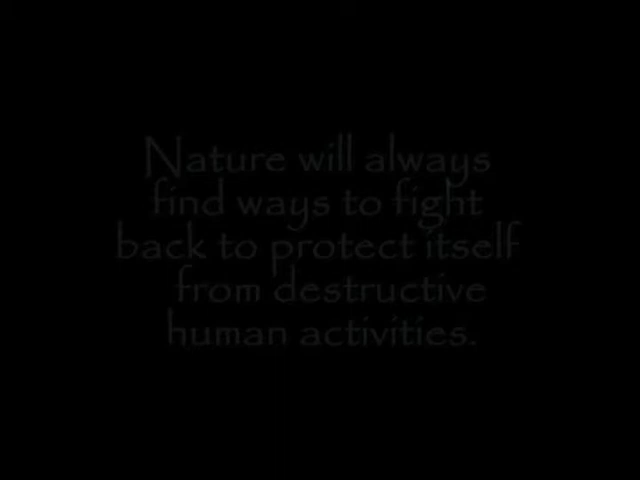 Nature will always
find ways to fight
back to protect itself
from destructive
human activities.